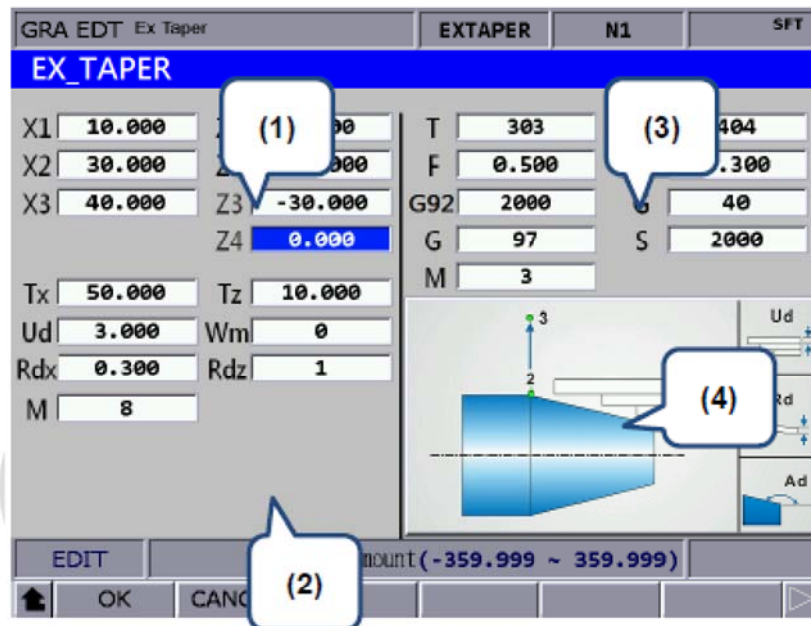 GRA EDT Ex Taper EXTAPER N1 SFT
EX_TAPER
X1 10.000 T 303 404
X2 30.000 F 0.500 .300
X3 40.000 Z3 -30.000 G92 2000 G 40
Z4 0.000 G 97 S 2000
M 3
Tx 50.000 Tz 10.000
Ud 3.000 Wm 0
Rdx 0.300 Rdz 1
M 8
(1)
(3)
3
2
Ud
(4)
Rd
Ad
(2)
EDIT (-359.999 ~ 359.999)
OK